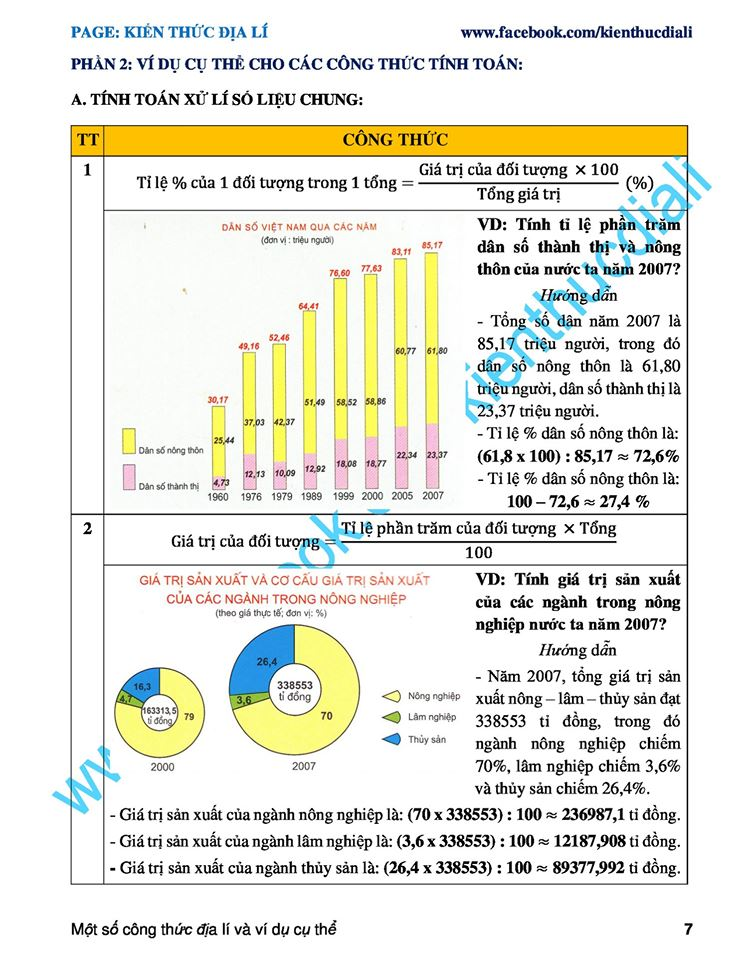 PAGE: KIẾN THỨC ĐỊA LÍ
www.facebook.com/kienthucdiali
PHẦN 2: VÍ DỤ CỤ THỂ CHO CÁC CÔNG THỨC TÍNH TOÁN:
A. TÍNH TOÁN XỬ LÍ SỐ LIỆU CHUNG:
TT CÔNG THỨC
1
Tỉ lệ % của 1 đối tượng trong 1 tổng = Giá trị của đối tượng × 100 / Tổng giá trị (%)
DÂN SỐ VIỆT NAM QUA CÁC NĂM
(đơn vị : triệu người)
30,17 49,16 52,46 64,41 76,60 77,63 83,11 85,17
25,44 37,03 42,37 51,49 58,52 58,86 60,77 61,80
4,73 12,13 10,09 12,92 18,08 18,77 22,34 23,37
Dân số nông thôn
Dân số thành thị
1960 1976 1979 1989 1999 2000 2005 2007
VD: Tính tỉ lệ phần trăm
dân số thành thị và nông
thôn của nước ta năm 2007?
Hướng dẫn
- Tổng số dân năm 2007 là
85,17 triệu người, trong đó
dân số nông thôn là 61,80
triệu người, dân số thành thị là
23,37 triệu người.
- Tỉ lệ % dân số nông thôn là:
(61,8 x 100) : 85,17 ≈ 72,6%
- Tỉ lệ % dân số nông thôn là:
100 – 72,6 ≈ 27,4 %
2
Giá trị của đối tượng = Tỉ lệ phần trăm của đối tượng × Tổng / 100
GIÁ TRỊ SẢN XUẤT VÀ CƠ CẤU GIÁ TRỊ SẢN XUẤT
CỦA CÁC NGÀNH TRONG NÔNG NGHIỆP
(theo giá thực tế; đơn vị: %)
16,3
4,7
163313,5
tỉ đồng
79
2000
26,4
3,6
338553
tỉ đồng
70
2007
Nông nghiệp
Lâm nghiệp
Thủy sản
VD: Tính giá trị sản xuất
của các ngành trong nông
nghiệp nước ta năm 2007?
Hướng dẫn
- Năm 2007, tổng giá trị sản
xuất nông – lâm – thủy sản đạt
338553 tỉ đồng, trong đó
ngành nông nghiệp chiếm
70%, lâm nghiệp chiếm 3,6%
và thủy sản chiếm 26,4%.
- Giá trị sản xuất của ngành nông nghiệp là: (70 x 338553) : 100 ≈ 236987,1 tỉ đồng.
- Giá trị sản xuất của ngành lâm nghiệp là: (3,6 x 338553) : 100 ≈ 12187,908 tỉ đồng.
- Giá trị sản xuất của ngành thủy sản là: (26,4 x 338553) : 100 ≈ 89377,992 tỉ đồng.
Một số công thức địa lí và ví dụ cụ thể
7